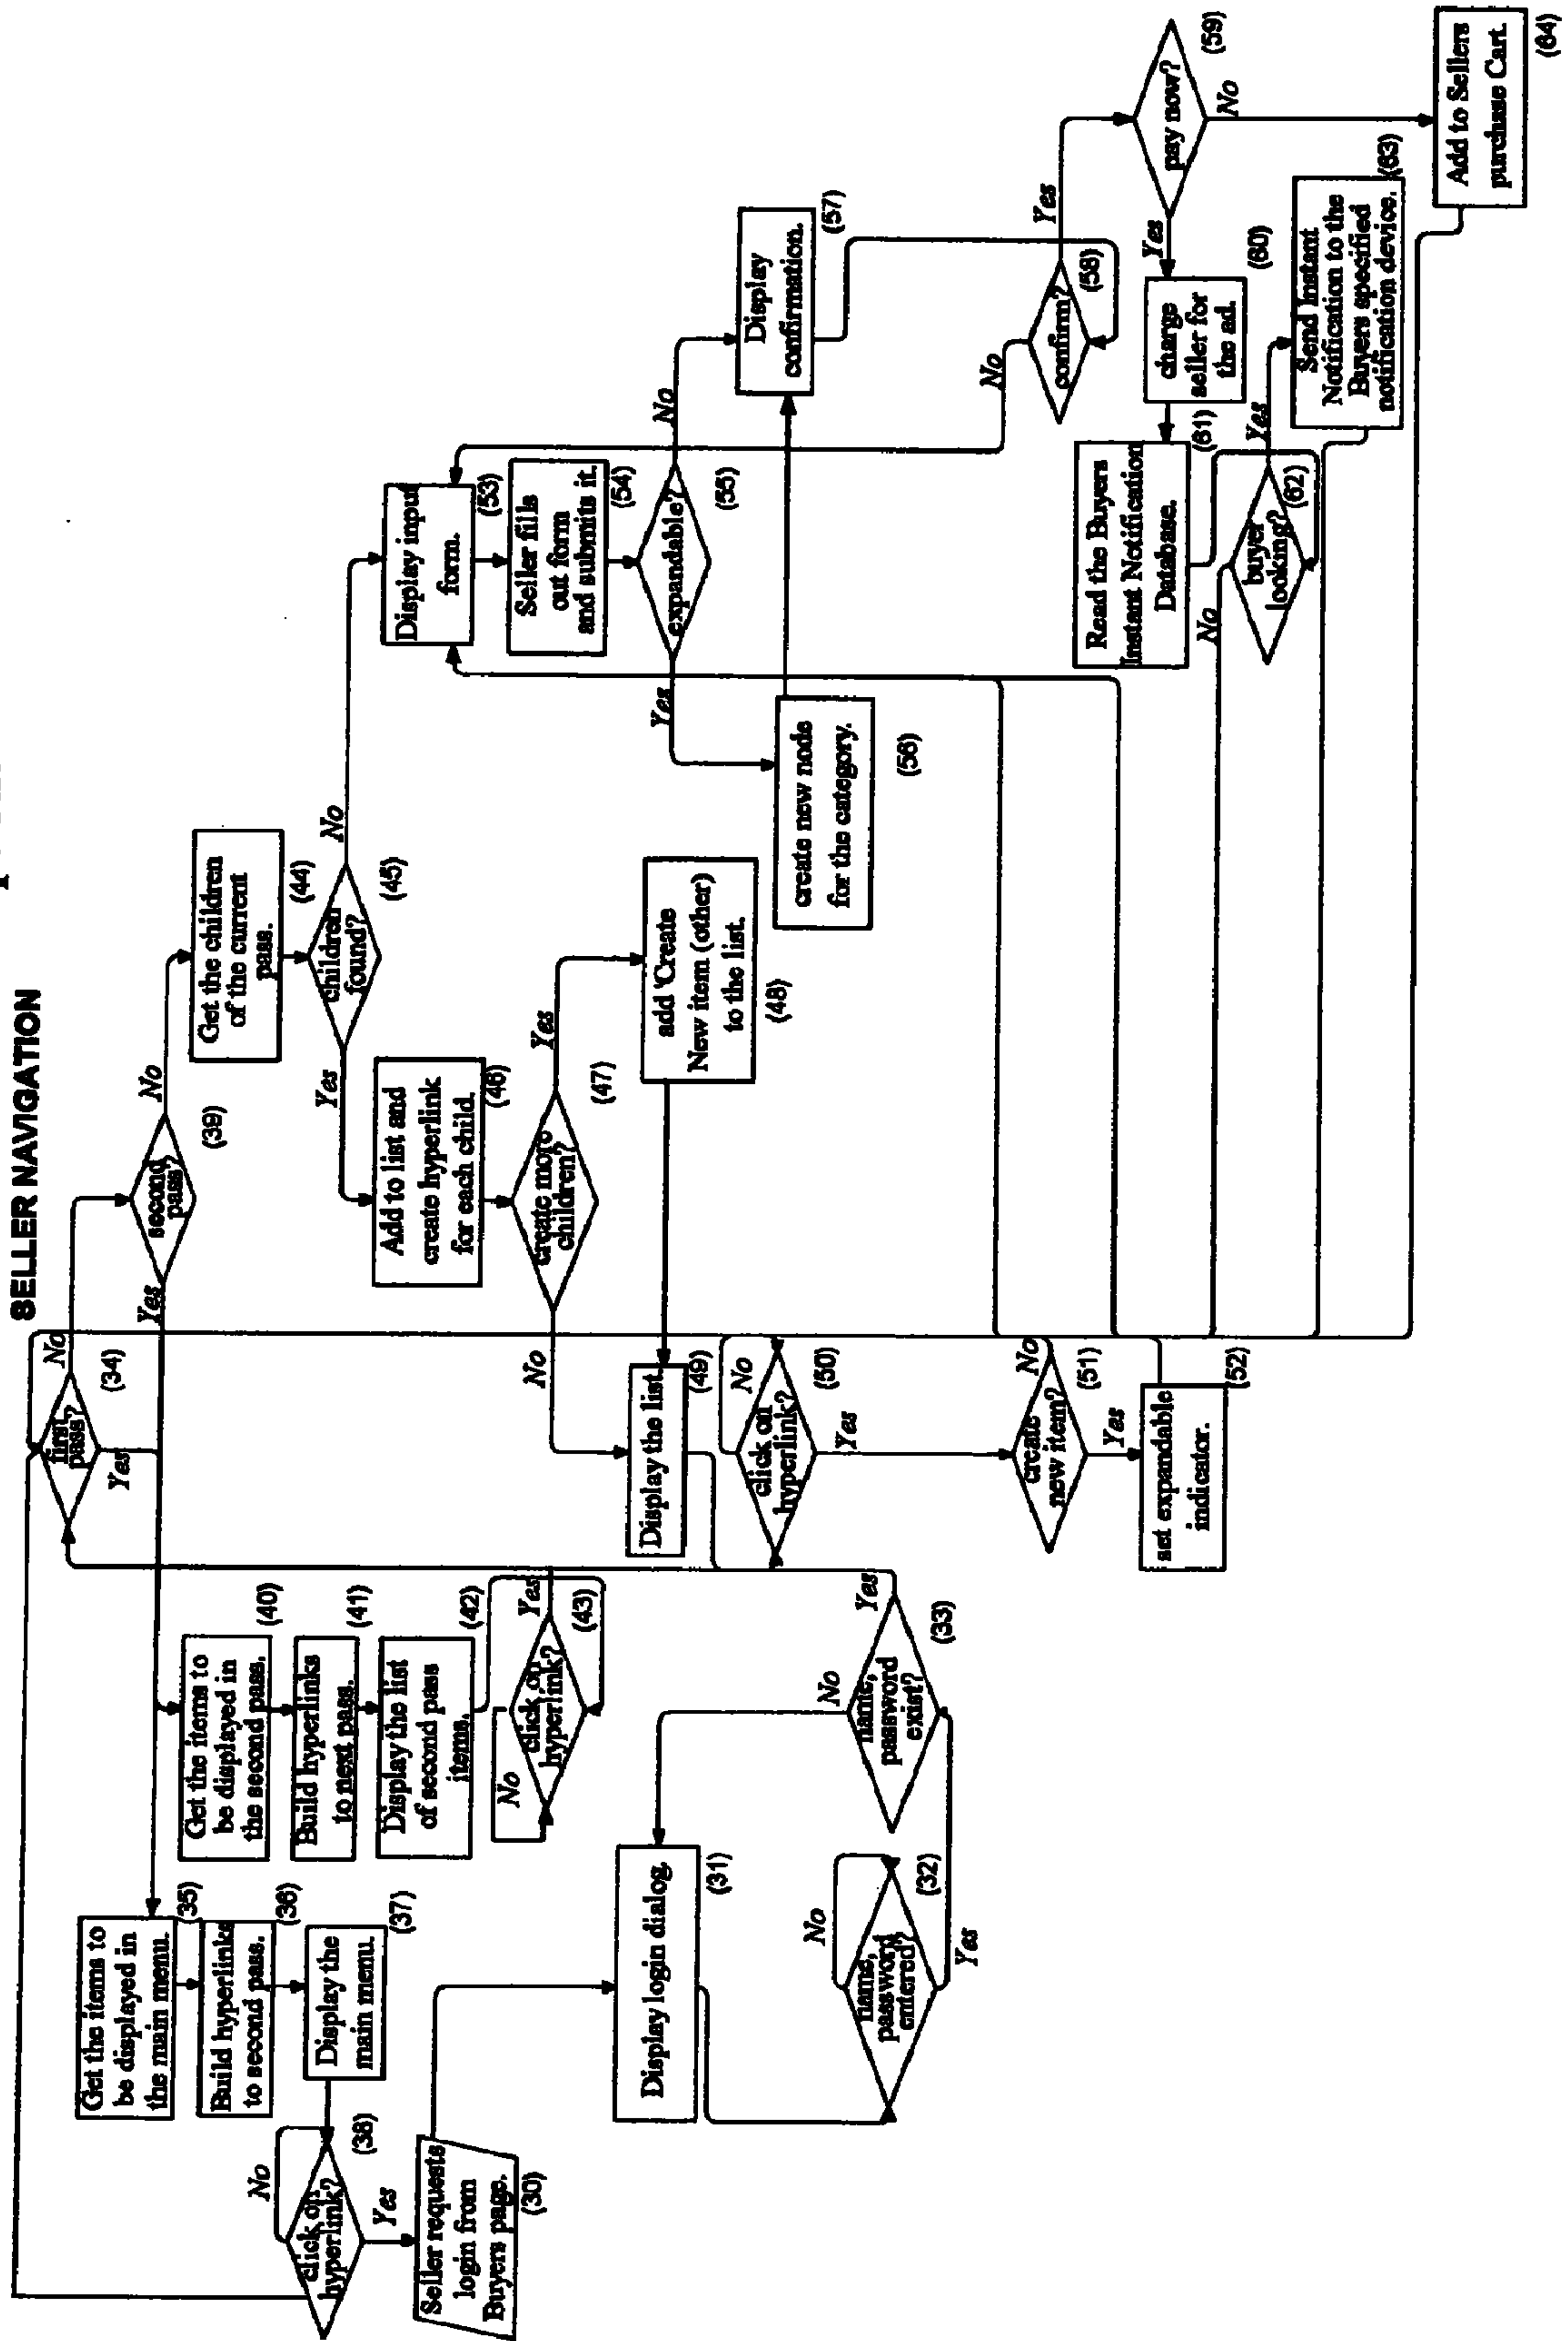 SELLER NAVIGATION
Seller requests
login from
Buyers page.
(30)
Display login dialog.
(31)
name,
password
entered?
(32)
No
Yes
name,
password
exist?
(33)
No
Yes
first
pass?
(34)
No
Yes
Get the items to
be displayed in
the main menu.
(35)
Build hyperlinks
to second pass.
(36)
Display the
main menu.
(37)
click on
hyperlink?
(38)
No
Yes
second
pass?
(39)
No
Yes
Get the items to
be displayed in
the second pass.
(40)
Build hyperlinks
to next pass.
(41)
Display the list
of second pass
items.
(42)
click on
hyperlink?
(43)
No
Yes
Get the children
of the current
pass.
(44)
children
found?
(45)
No
Yes
Add to list and
create hyperlink
for each child.
(46)
create more
children?
(47)
Yes
No
add 'Create
New item (other)
to the list.
(48)
Display the list.
(49)
click on
hyperlink?
(50)
No
Yes
create
new item?
(51)
No
Yes
set expandable
indicator.
(52)
Display input
form.
(53)
Seller fills
out form
and submits it.
(54)
expandable?
(55)
No
Yes
create new node
for the category.
(56)
Display
confirmation.
(57)
confirm?
(58)
No
Yes
pay now?
(59)
Yes
No
charge
seller for
the ad.
(60)
Read the Buyers
Instant Notification
Database.
(61)
buyer
looking?
(62)
No
Yes
Send Instant
Notification to the
Buyers specified
notification device.
(63)
Add to Sellers
purchase Cart.
(64)